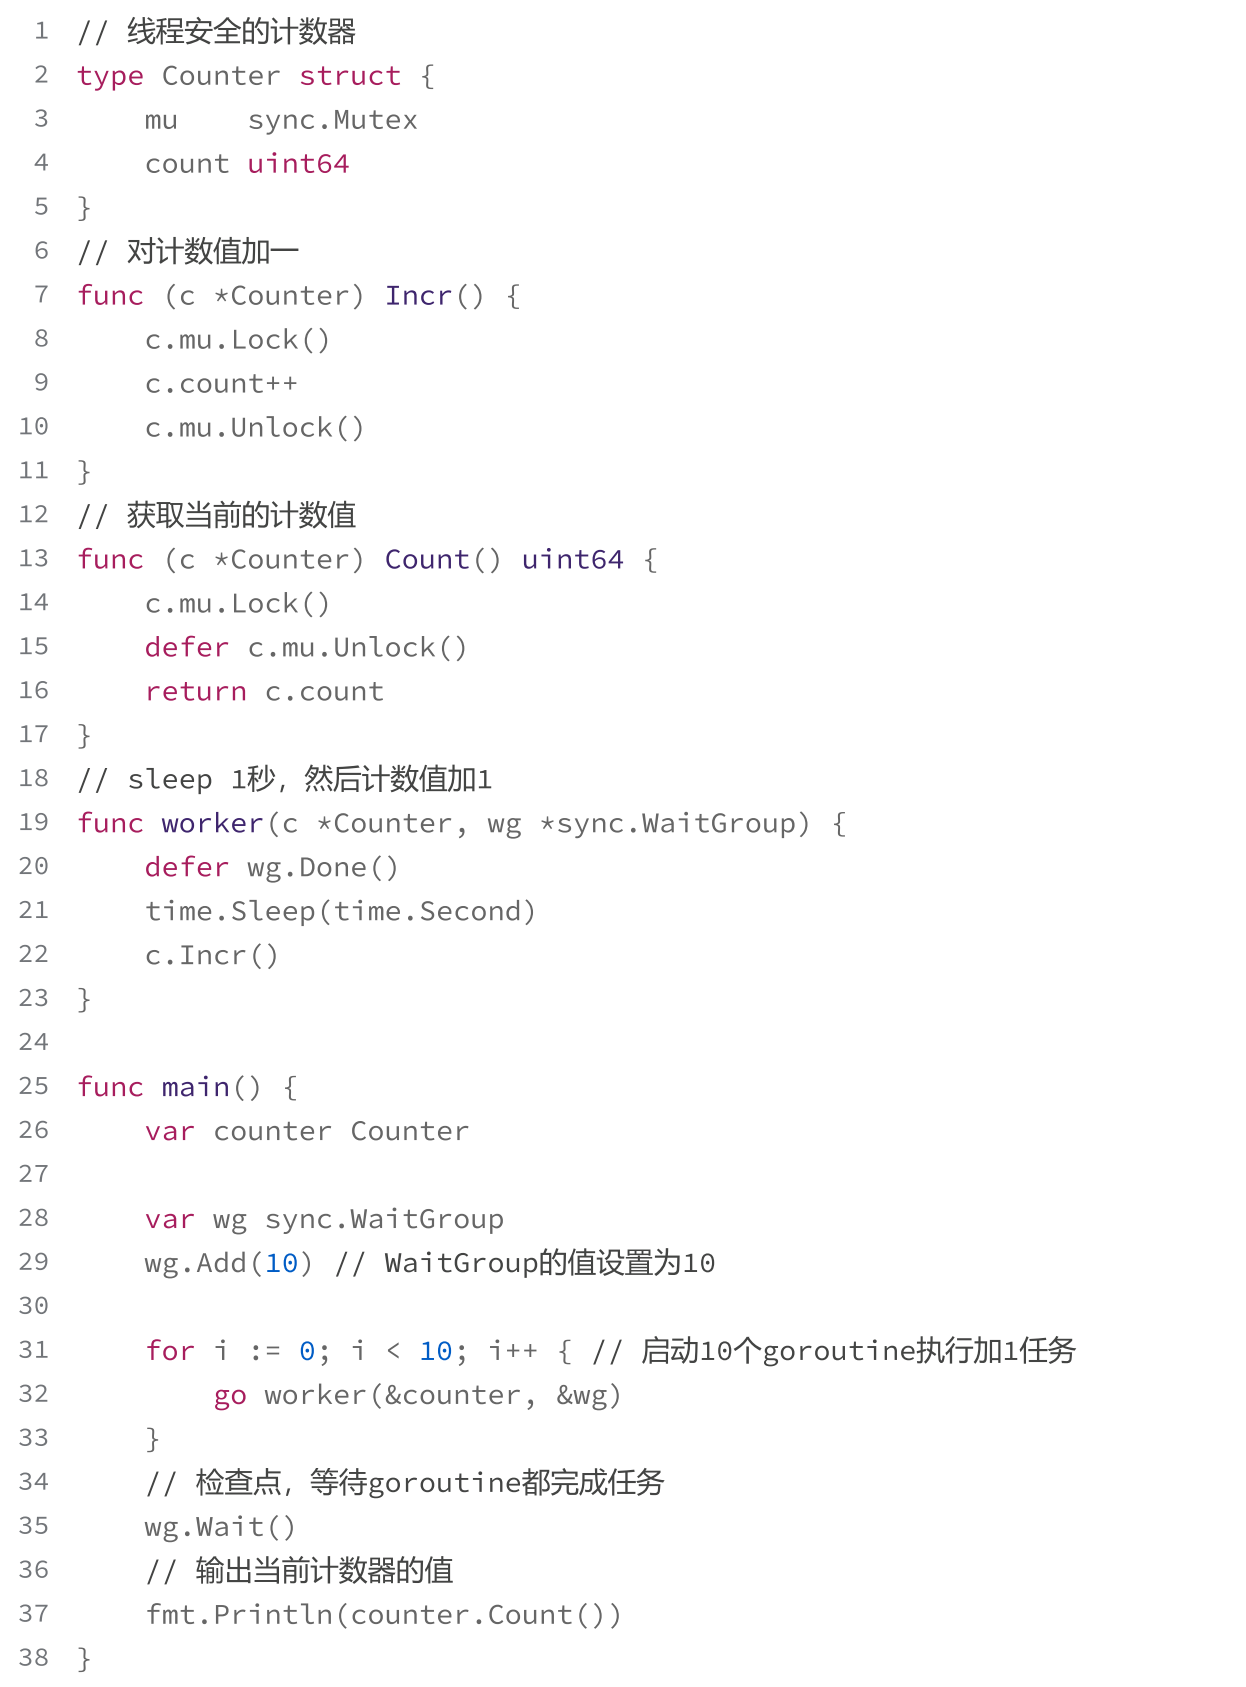 1 // 线程安全的计数器
2 type Counter struct {
3     mu    sync.Mutex
4     count uint64
5 }
6 // 对计数值加一
7 func (c *Counter) Incr() {
8     c.mu.Lock()
9     c.count++
10     c.mu.Unlock()
11 }
12 // 获取当前的计数值
13 func (c *Counter) Count() uint64 {
14     c.mu.Lock()
15     defer c.mu.Unlock()
16     return c.count
17 }
18 // sleep 1秒，然后计数值加1
19 func worker(c *Counter, wg *sync.WaitGroup) {
20     defer wg.Done()
21     time.Sleep(time.Second)
22     c.Incr()
23 }
24
25 func main() {
26     var counter Counter
27
28     var wg sync.WaitGroup
29     wg.Add(10) // WaitGroup的值设置为10
30
31     for i := 0; i < 10; i++ { // 启动10个goroutine执行加1任务
32         go worker(&counter, &wg)
33     }
34     // 检查点，等待goroutine都完成任务
35     wg.Wait()
36     // 输出当前计数器的值
37     fmt.Println(counter.Count())
38 }